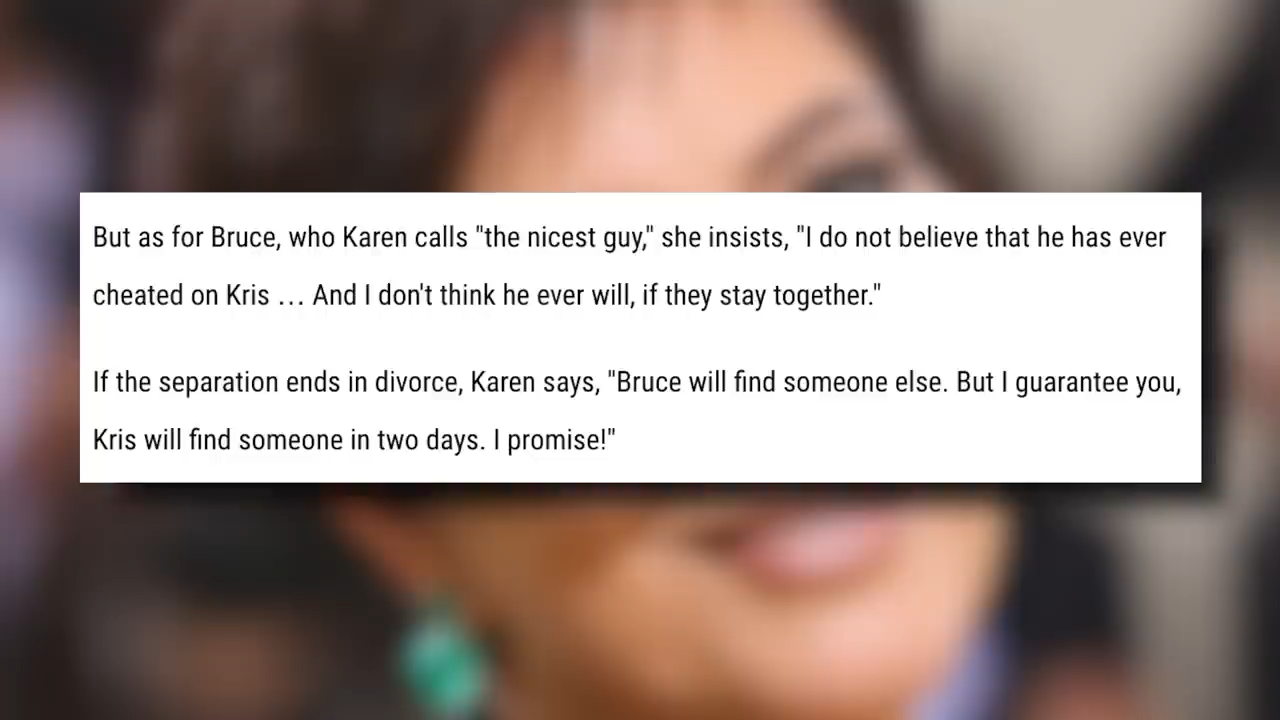 But as for Bruce, who Karen calls "the nicest guy," she insists, "I do not believe that he has ever
cheated on Kris … And I don't think he ever will, if they stay together."
If the separation ends in divorce, Karen says, "Bruce will find someone else. But I guarantee you,
Kris will find someone in two days. I promise!"